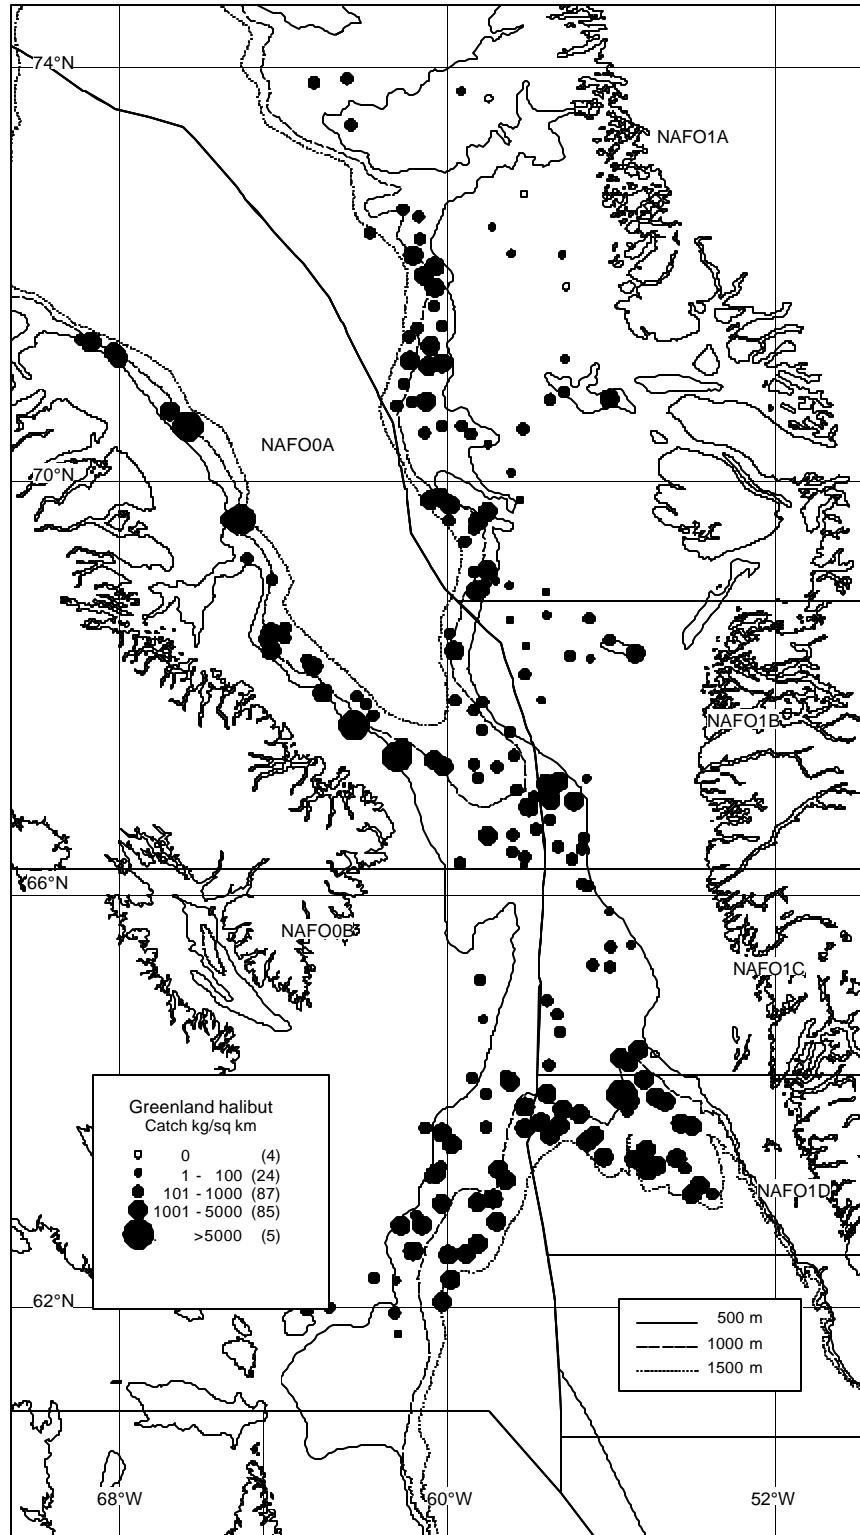 74°N
NAFO1A
NAFO0A
70°N
NAFO1B
66°N
NAFO0B
NAFO1C
Greenland halibut
Catch kg/sq km
0 (4)
1 - 100 (24)
101 - 1000 (87)
1001 - 5000 (85)
>5000 (5)
NAFO1D
62°N
500 m
1000 m
1500 m
68°W
60°W
52°W